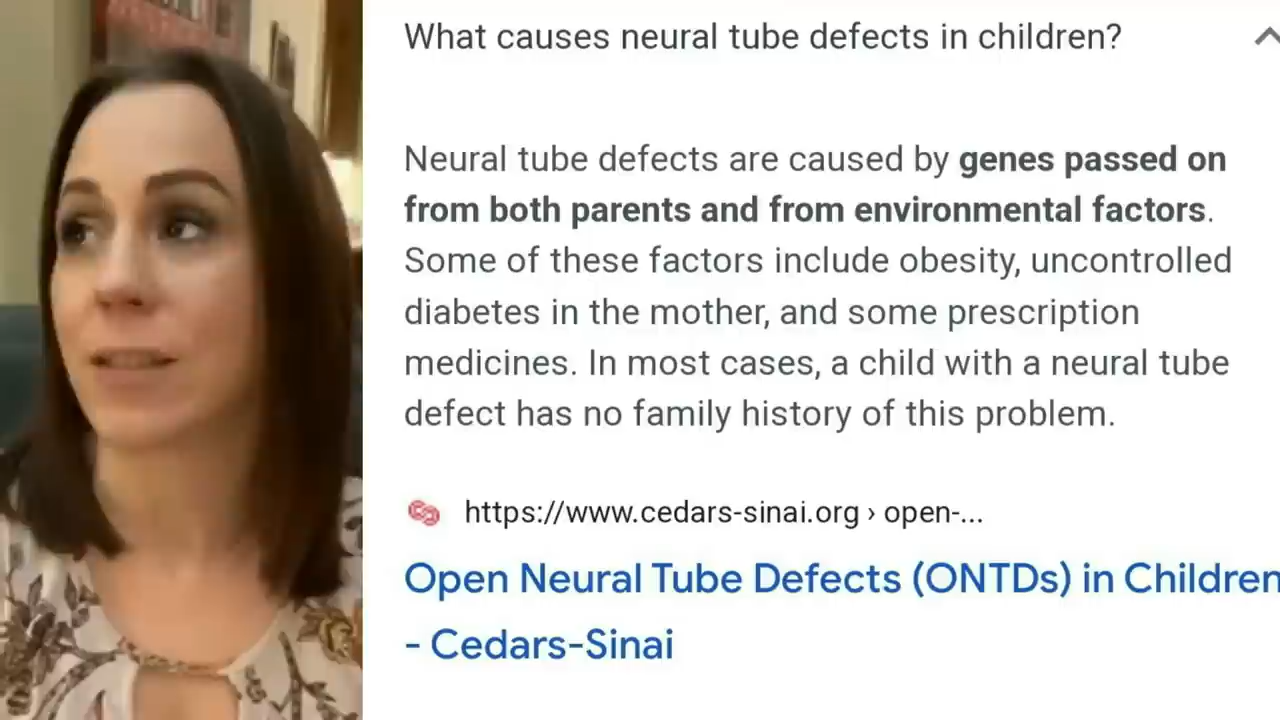 What causes neural tube defects in children?
Neural tube defects are caused by genes passed on
from both parents and from environmental factors.
Some of these factors include obesity, uncontrolled
diabetes in the mother, and some prescription
medicines. In most cases, a child with a neural tube
defect has no family history of this problem.
https://www.cedars-sinai.org › open-...
Open Neural Tube Defects (ONTDs) in Children
- Cedars-Sinai